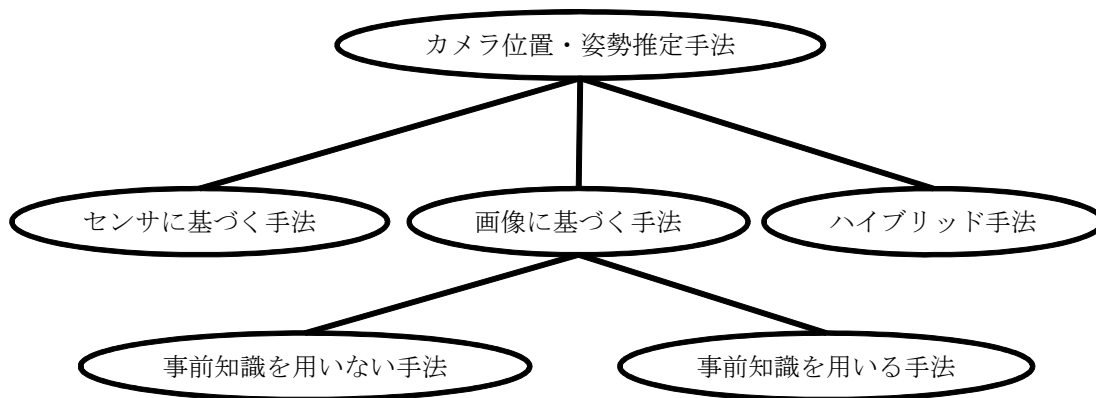 カメラ位置・姿勢推定手法
センサに基づく手法
画像に基づく手法
ハイブリッド手法
事前知識を用いない手法
事前知識を用いる手法